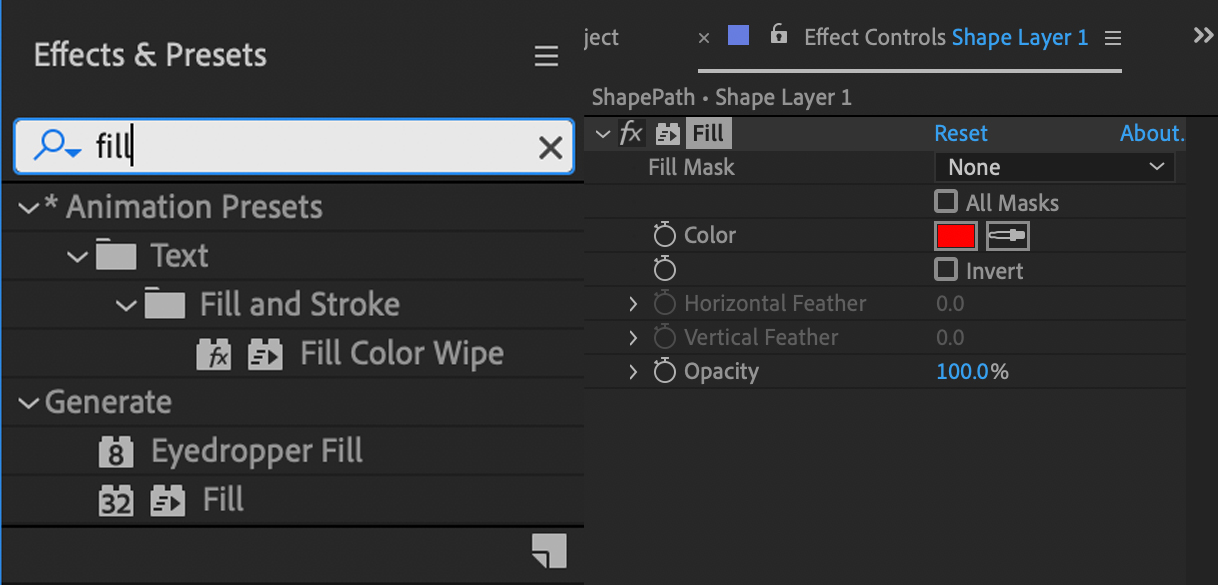 Effects & Presets
fill
* Animation Presets
Text
Fill and Stroke
fx Fill Color Wipe
Generate
8 Eyedropper Fill
32 Fill
ject
× Effect Controls Shape Layer 1
ShapePath • Shape Layer 1
fx Fill Reset About.
Fill Mask None
All Masks
Color
Invert
Horizontal Feather 0.0
Vertical Feather 0.0
Opacity 100.0%